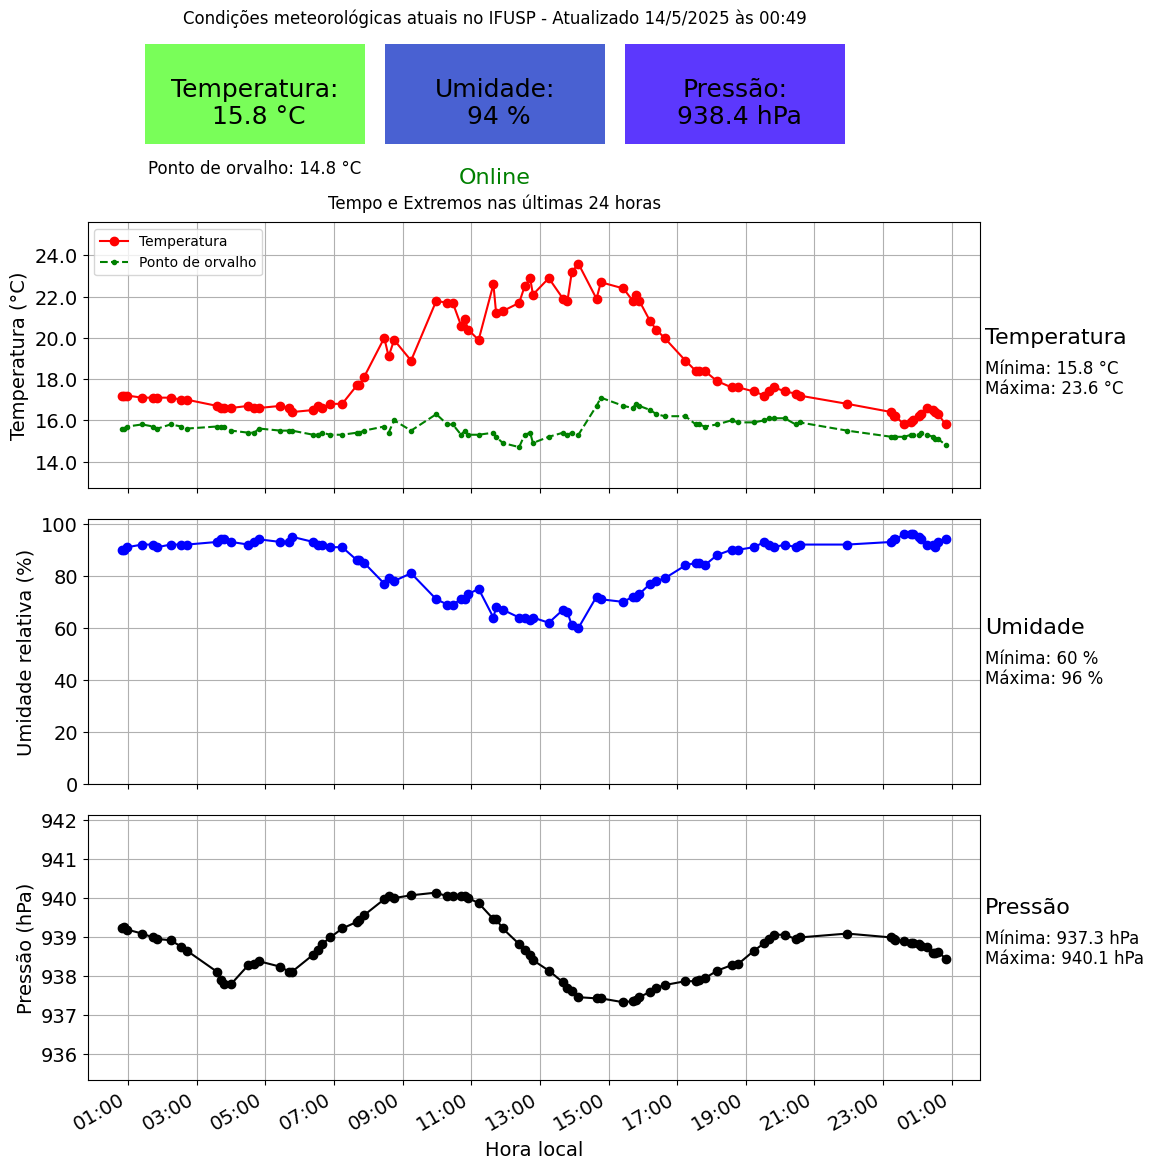 Condições meteorológicas atuais no IFUSP - Atualizado 14/5/2025 às 00:49
Temperatura:
15.8 °C
Umidade:
94 %
Pressão:
938.4 hPa
Ponto de orvalho: 14.8 °C
Online
Tempo e Extremos nas últimas 24 horas
Temperatura (°C)
24.0
22.0
20.0
18.0
16.0
14.0
Temperatura
Ponto de orvalho
Temperatura
Mínima: 15.8 °C
Máxima: 23.6 °C
Umidade relativa (%)
100
80
60
40
20
0
Umidade
Mínima: 60 %
Máxima: 96 %
Pressão (hPa)
942
941
940
939
938
937
936
Pressão
Mínima: 937.3 hPa
Máxima: 940.1 hPa
01:00 03:00 05:00 07:00 09:00 11:00 13:00 15:00 17:00 19:00 21:00 23:00 01:00
Hora local